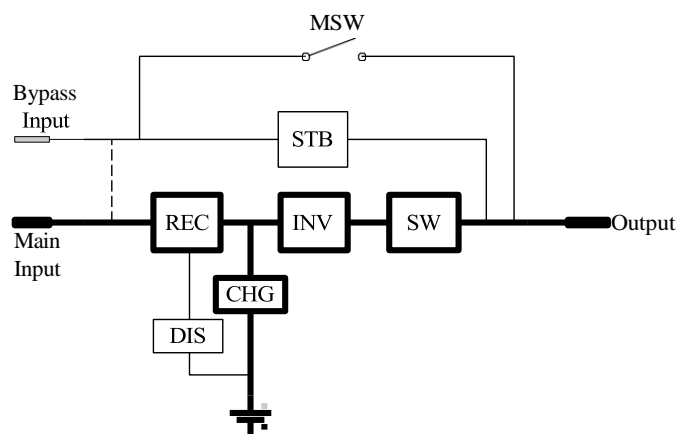 MSW
Bypass
Input
STB
REC
INV
SW
Output
Main
Input
CHG
DIS